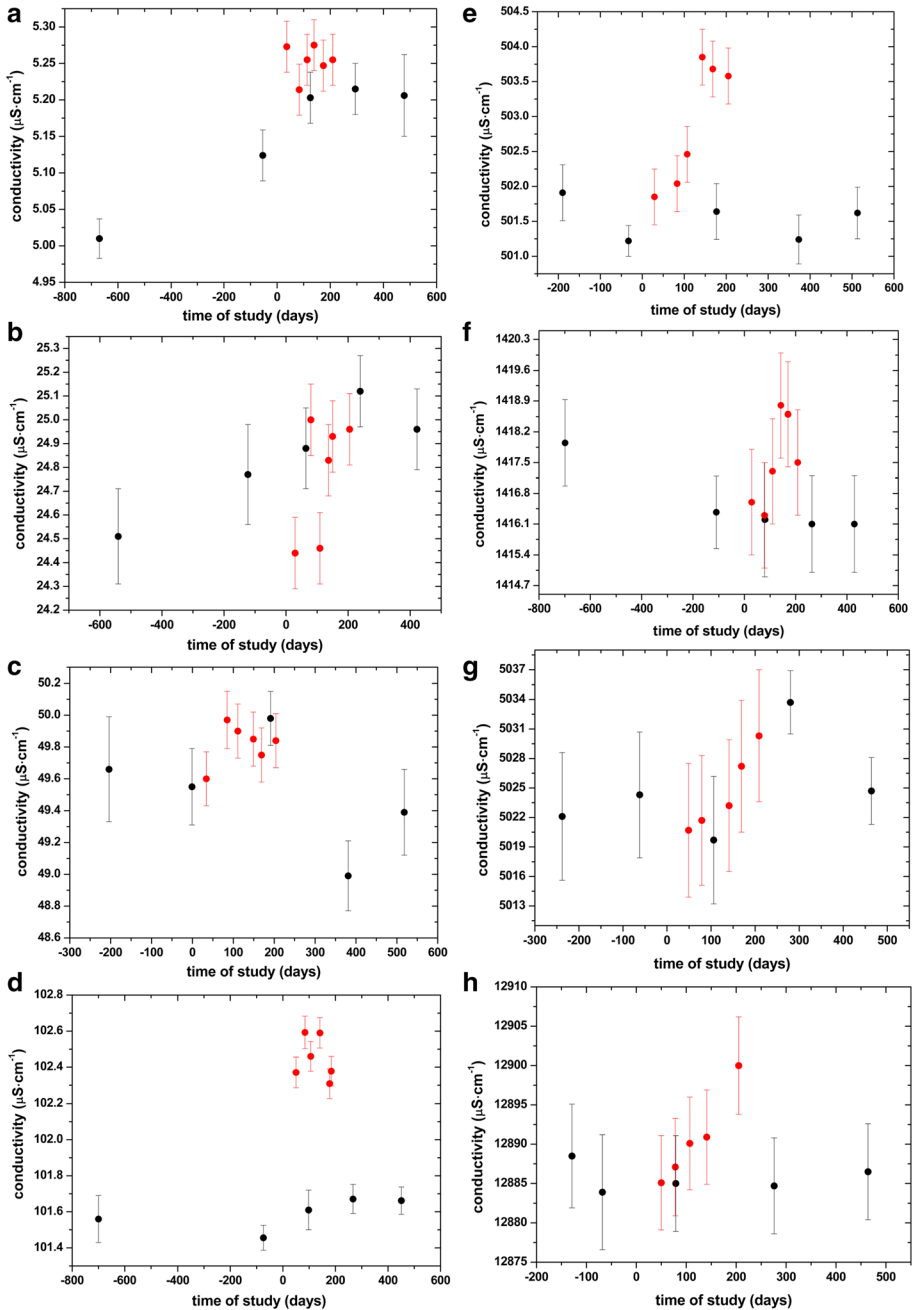 a
conductivity (μS·cm⁻¹)
5.30
5.25
5.20
5.15
5.10
5.05
5.00
4.95
-800 -600 -400 -200 0 200 400 600
time of study (days)
b
conductivity (μS·cm⁻¹)
25.3
25.2
25.1
25.0
24.9
24.8
24.7
24.6
24.5
24.4
24.3
24.2
-600 -400 -200 0 200 400
time of study (days)
c
conductivity (μS·cm⁻¹)
50.2
50.0
49.8
49.6
49.4
49.2
49.0
48.8
48.6
-300 -200 -100 0 100 200 300 400 500 600
time of study (days)
d
conductivity (μS·cm⁻¹)
102.8
102.6
102.4
102.2
102.0
101.8
101.6
101.4
-800 -600 -400 -200 0 200 400 600
time of study (days)
e
conductivity (μS·cm⁻¹)
504.5
504.0
503.5
503.0
502.5
502.0
501.5
501.0
-200 -100 0 100 200 300 400 500 600
time of study (days)
f
conductivity (μS·cm⁻¹)
1420.3
1419.6
1418.9
1418.2
1417.5
1416.8
1416.1
1415.4
1414.7
-800 -600 -400 -200 0 200 400 600
time of study (days)
g
conductivity (μS·cm⁻¹)
5037
5034
5031
5028
5025
5022
5019
5016
5013
-300 -200 -100 0 100 200 300 400 500
time of study (days)
h
conductivity (μS·cm⁻¹)
12910
12905
12900
12895
12890
12885
12880
12875
-200 -100 0 100 200 300 400 500
time of study (days)